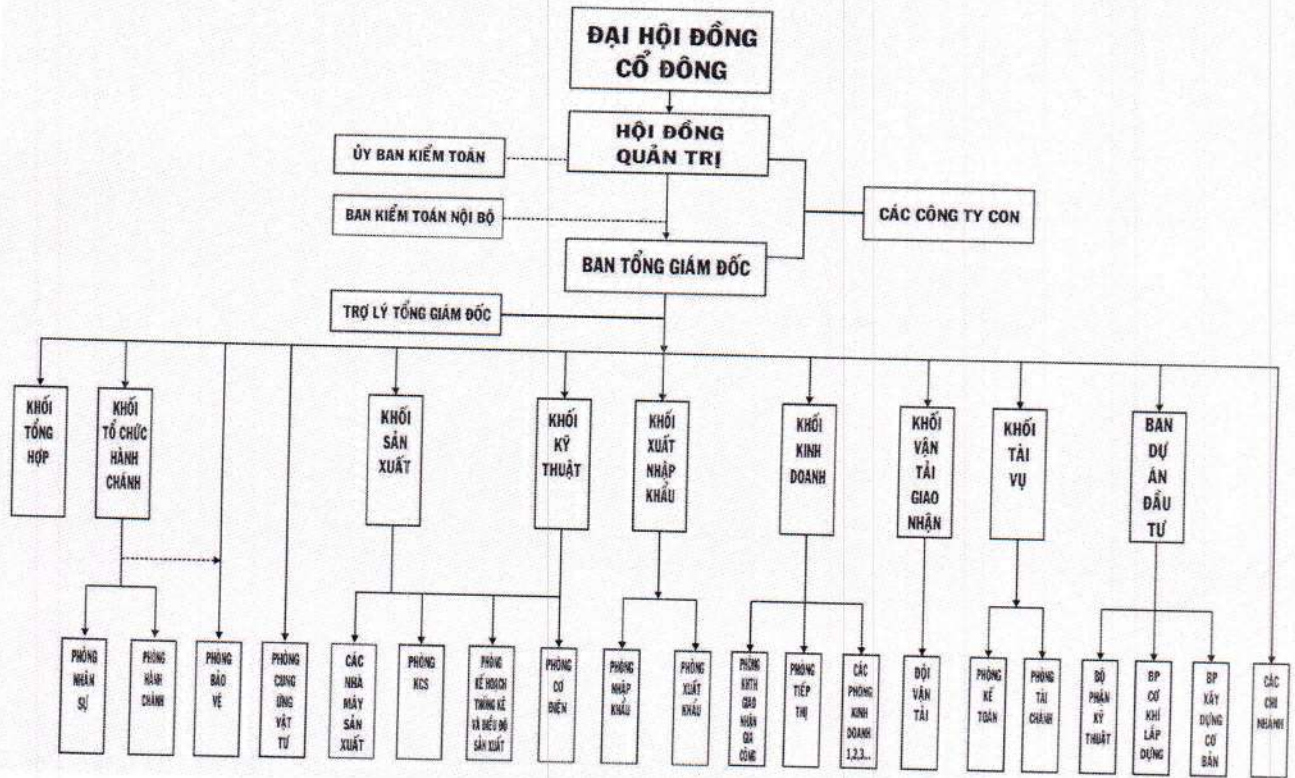 ĐẠI HỘI ĐỒNG
CỔ ĐÔNG
HỘI ĐỒNG
QUẢN TRỊ
ỦY BAN KIỂM TOÁN
BAN KIỂM TOÁN NỘI BỘ
CÁC CÔNG TY CON
BAN TỔNG GIÁM ĐỐC
TRỢ LÝ TỔNG GIÁM ĐỐC
KHỐI
TỔNG
HỢP
KHỐI
TỔ CHỨC
HÀNH
CHÁNH
KHỐI
SẢN
XUẤT
KHỐI
KỸ
THUẬT
KHỐI
XUẤT
NHẬP
KHẨU
KHỐI
KINH
DOANH
KHỐI
VẬN
TẢI
GIAO
NHẬN
KHỐI
TÀI
VỤ
BAN
DỰ
ÁN
ĐẦU
TƯ
PHÒNG
NHÂN
SỰ
PHÒNG
HÀNH
CHÁNH
PHÒNG
BẢO
VỆ
PHÒNG
CUNG
ỨNG
VẬT
TƯ
CÁC
NHÀ
MÁY
SẢN
XUẤT
PHÒNG
KCS
PHÒNG
KẾ HOẠCH
THỐNG KÊ
VÀ ĐIỀU ĐỘ
SẢN XUẤT
PHÒNG
CƠ
ĐIỆN
PHÒNG
NHẬP
KHẨU
PHÒNG
XUẤT
KHẨU
PHÒNG
KHTH
GIAO
NHẬN
GIA
CÔNG
PHÒNG
TIẾP
THỊ
CÁC
PHÒNG
KINH
DOANH
1,2,3...
ĐỘI
VẬN
TẢI
PHÒNG
KẾ
TOÁN
PHÒNG
TÀI
CHÁNH
BỘ
PHẬN
KỸ
THUẬT
BP
CƠ
KHÍ
LẮP
DỰNG
BP
XÂY
DỰNG
CƠ
BẢN
CÁC
CHI
NHÁNH